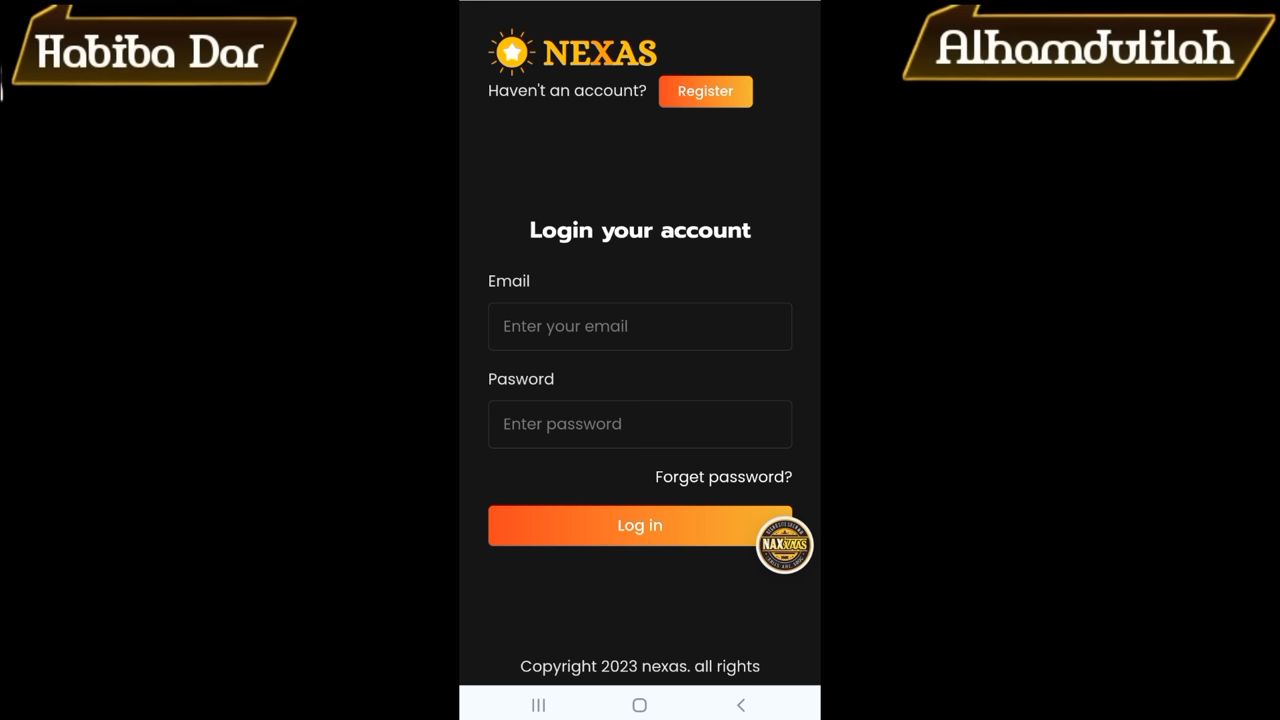 Habiba Dar
Alhamdulilah
NEXAS
Haven't an account? Register
Login your account
Email
Enter your email
Pasword
Enter password
Forget password?
Log in
NAXXNAS
Copyright 2023 nexas. all rights